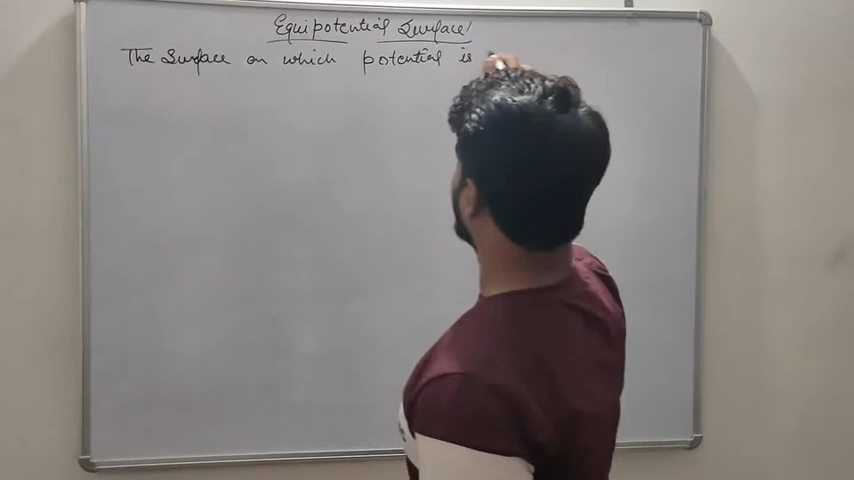 Equipotential Surface
The Surface on which potential is